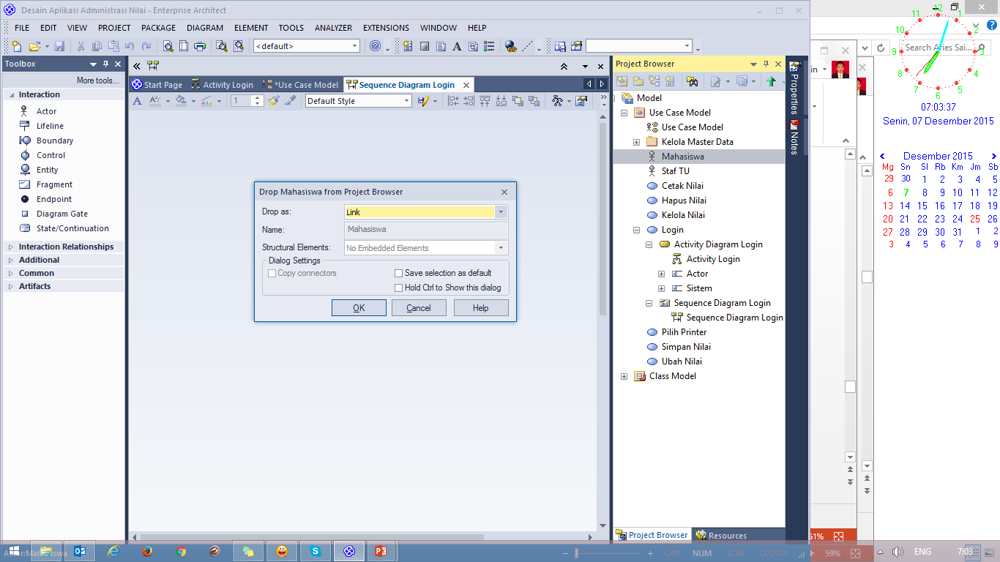 Desain Aplikasi Administrasi Nilai - Enterprise Architect
FILE EDIT VIEW PROJECT PACKAGE DIAGRAM ELEMENT TOOLS ANALYZER EXTENSIONS WINDOW HELP
<default>
Toolbox
More tools...
Interaction
Actor
Lifeline
Boundary
Control
Entity
Fragment
Endpoint
Diagram Gate
State/Continuation
Interaction Relationships
Additional
Common
Artifacts
Start Page Activity Login *Use Case Model Sequence Diagram Login
1 Default Style
Drop Mahasiswa from Project Browser
Drop as: Link
Name: Mahasiswa
Structural Elements: No Embedded Elements
Dialog Settings
Copy connectors Save selection as default
Hold Ctrl to Show this dialog
OK Cancel Help
Project Browser
Model
Use Case Model
Use Case Model
Kelola Master Data
Mahasiswa
Staf TU
Cetak Nilai
Hapus Nilai
Kelola Nilai
Login
Activity Diagram Login
Activity Login
Actor
Sistem
Sequence Diagram Login
Sequence Diagram Login
Pilih Printer
Simpan Nilai
Ubah Nilai
Class Model
Project Browser Resources
Properties
Notes
Search Aries Sai...
12 1 2 3 4 5 6 7 8 9 10 11
07:03:37
Senin, 07 Desember 2015
Desember 2015
Mg Sn Sl Rb Km Jm Sb
29 30 1 2 3 4 5
6 7 8 9 10 11 12
13 14 15 16 17 18 19
20 21 22 23 24 25 26
27 28 29 30 31 1 2
3 4 5 6 7 8 9
CAP NUM SCRL CLOUD
59%
ENG
7:03